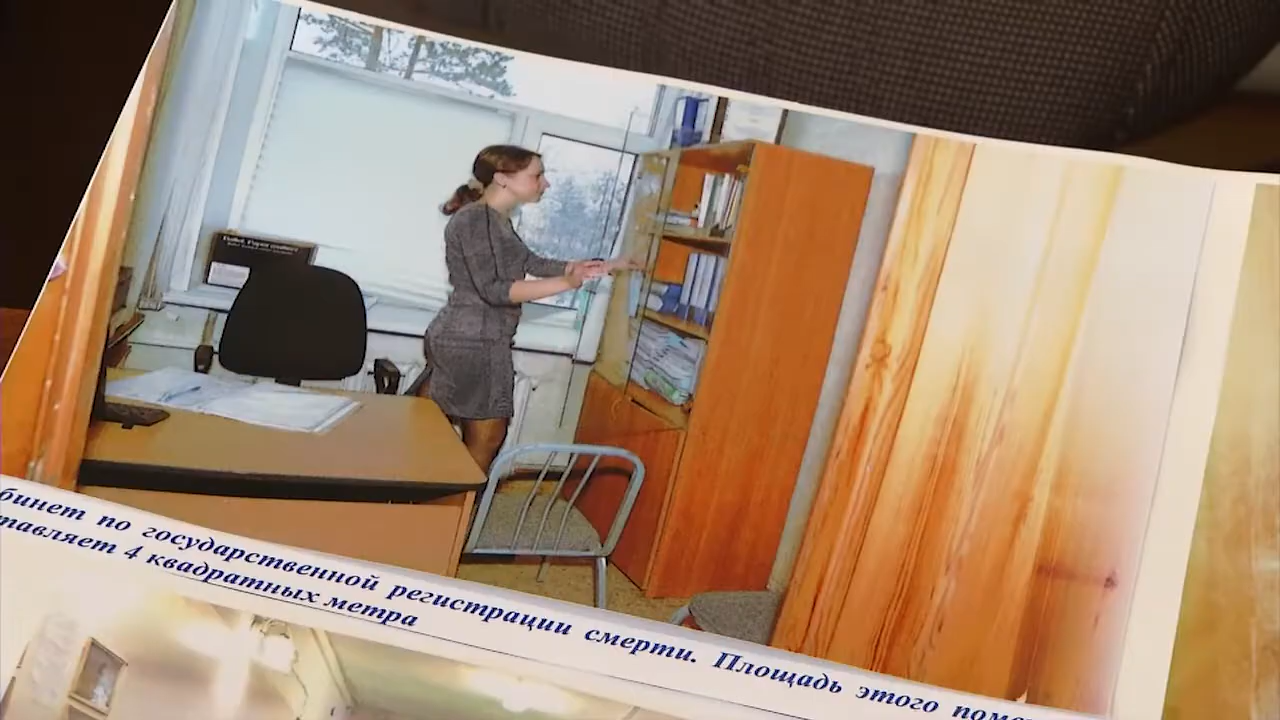 бинет по государственной регистрации смерти. Площадь этого поме
тавляет 4 квадратных метра